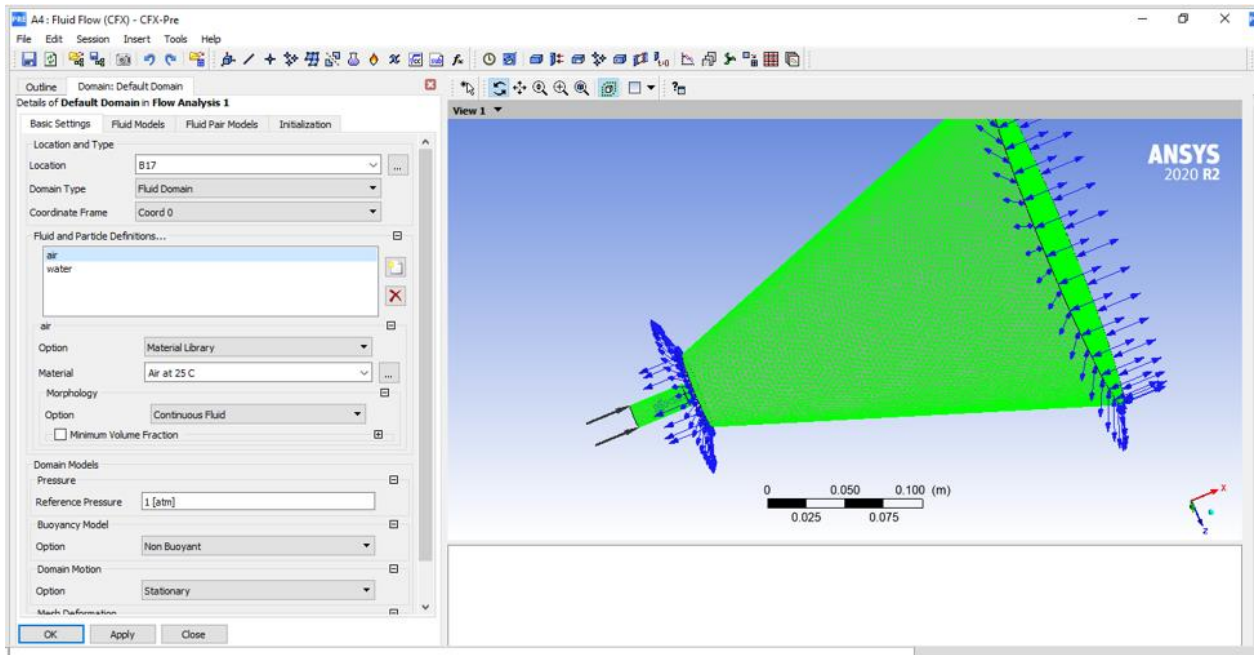 A4 : Fluid Flow (CFX) - CFX-Pre
File Edit Session Insert Tools Help
Outline Domain: Default Domain
Details of Default Domain in Flow Analysis 1
Basic Settings Fluid Models Fluid Pair Models Initialization
Location and Type
Location B17 ...
Domain Type Fluid Domain
Coordinate Frame Coord 0
Fluid and Particle Definitions...
air
water
air
Option Material Library
Material Air at 25 C ...
Morphology
Option Continuous Fluid
Minimum Volume Fraction
Domain Models
Pressure
Reference Pressure 1 [atm]
Buoyancy Model
Option Non Buoyant
Domain Motion
Option Stationary
Mesh Deformation
OK Apply Close
View 1
ANSYS
2020 R2
0 0.050 0.100 (m)
0.025 0.075
X
Z